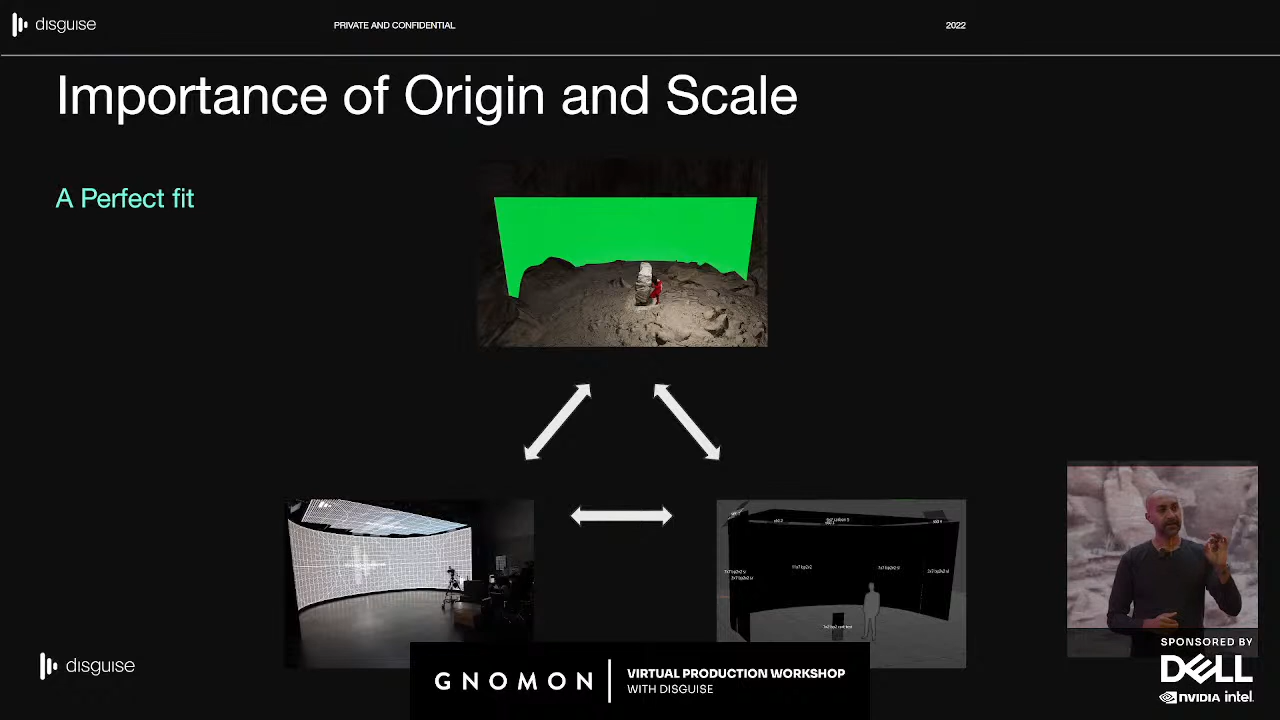 disguise
PRIVATE AND CONFIDENTIAL
2022
Importance of Origin and Scale
A Perfect fit
disguise
GNOMON
VIRTUAL PRODUCTION WORKSHOP
WITH DISGUISE
SPONSORED BY
DELL
NVIDIA intel.